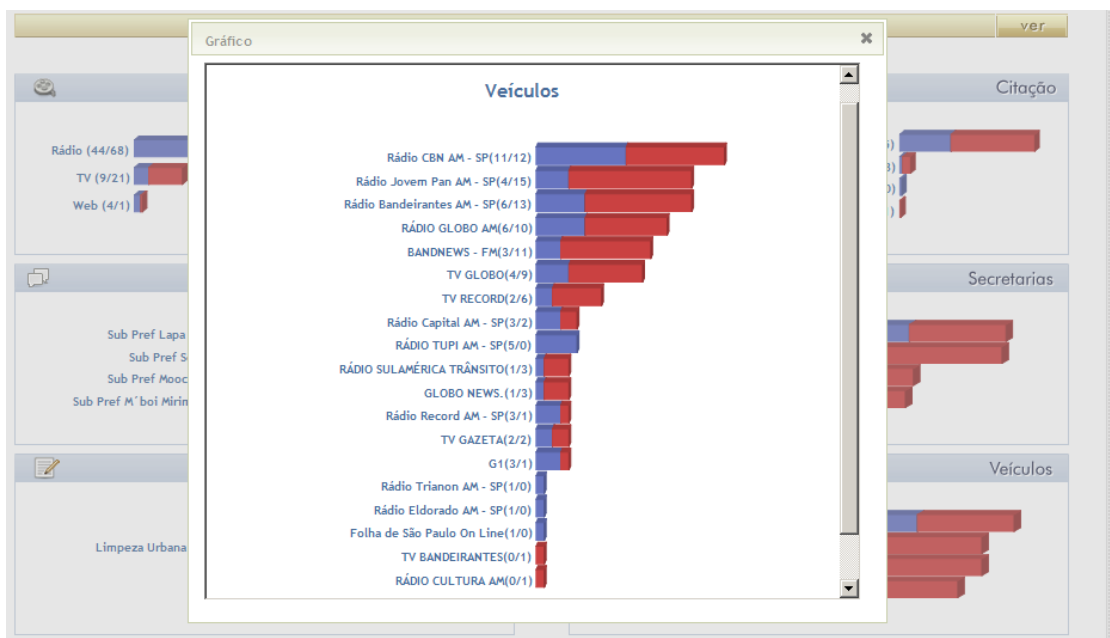 ver
Gráfico
Veículos
Rádio CBN AM - SP(11/12)
Rádio Jovem Pan AM - SP(4/15)
Rádio Bandeirantes AM - SP(6/13)
RÁDIO GLOBO AM(6/10)
BANDNEWS - FM(3/11)
TV GLOBO(4/9)
TV RECORD(2/6)
Rádio Capital AM - SP(3/2)
RÁDIO TUPI AM - SP(5/0)
RÁDIO SULAMÉRICA TRÂNSITO(1/3)
GLOBO NEWS.(1/3)
Rádio Record AM - SP(3/1)
TV GAZETA(2/2)
G1(3/1)
Rádio Trianon AM - SP(1/0)
Rádio Eldorado AM - SP(1/0)
Folha de São Paulo On Line(1/0)
TV BANDEIRANTES(0/1)
RÁDIO CULTURA AM(0/1)
Rádio (44/68)
TV (9/21)
Web (4/1)
Citação
Sub Pref Lapa
Sub Pref
Sub Pref
Sub Pref M´boi
Secretarias
Limpeza Urbana
Veículos